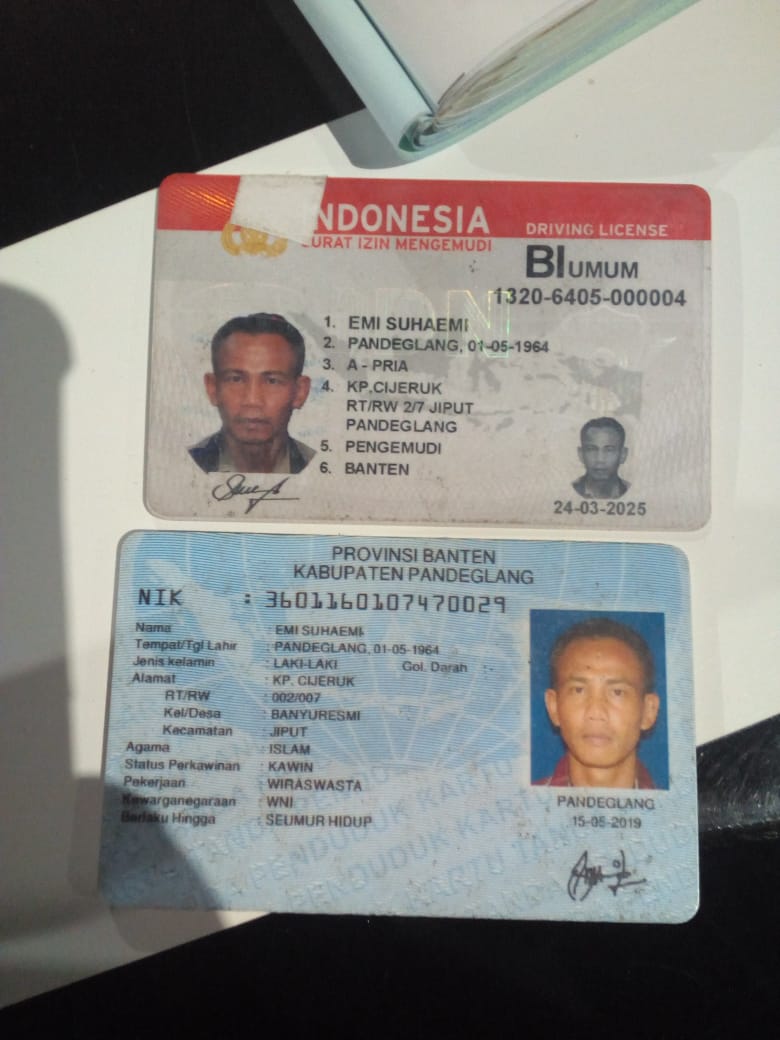 INDONESIA
SURAT IZIN MENGEMUDI
DRIVING LICENSE
BI UMUM
1320-6405-000004
1. EMI SUHAEMI
2. PANDEGLANG, 01-05-1964
3. A - PRIA
4. KP.CIJERUK
RT/RW 2/7 JIPUT
PANDEGLANG
5. PENGEMUDI
6. BANTEN
24-03-2025
PROVINSI BANTEN
KABUPATEN PANDEGLANG
NIK : 3601160107470029
Nama : EMI SUHAEMI
Tempat/Tgl Lahir : PANDEGLANG, 01-05-1964
Jenis kelamin : LAKI-LAKI Gol. Darah :-
Alamat : KP. CIJERUK
RT/RW : 002/007
Kel/Desa : BANYURESMI
Kecamatan : JIPUT
Agama : ISLAM
Status Perkawinan : KAWIN
Pekerjaan : WIRASWASTA
Kewarganegaraan : WNI
Berlaku Hingga : SEUMUR HIDUP
PANDEGLANG
15-05-2019